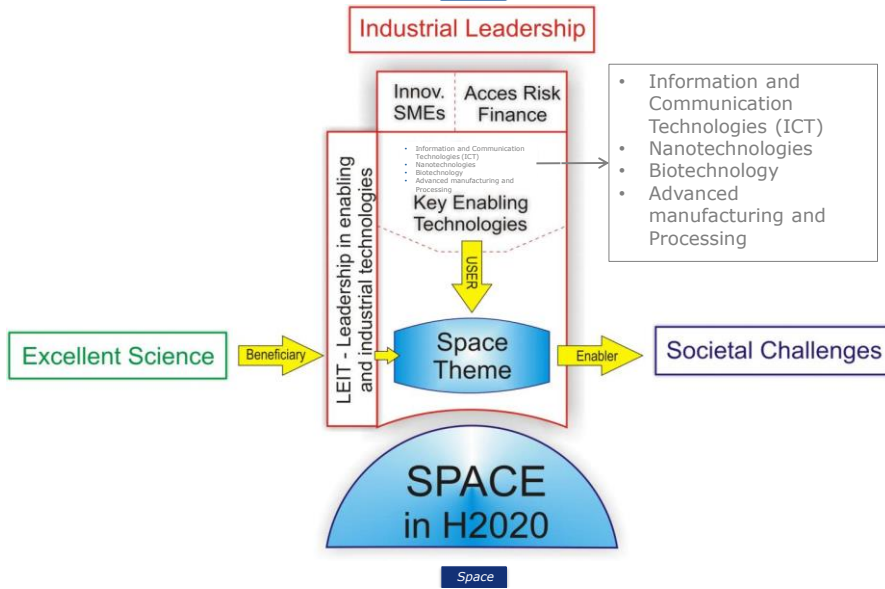 Industrial Leadership
Innov.
SMEs
Acces Risk
Finance
• Information and Communication
Technologies (ICT)
• Nanotechnologies
• Biotechnology
• Advanced manufacturing and
Processing
Key Enabling
Technologies
• Information and
Communication
Technologies (ICT)
• Nanotechnologies
• Biotechnology
• Advanced
manufacturing and
Processing
LEIT - Leadership in enabling
and industrial technologies
USER
Excellent Science
Beneficiary
Space
Theme
Enabler
Societal Challenges
SPACE
in H2020
Space